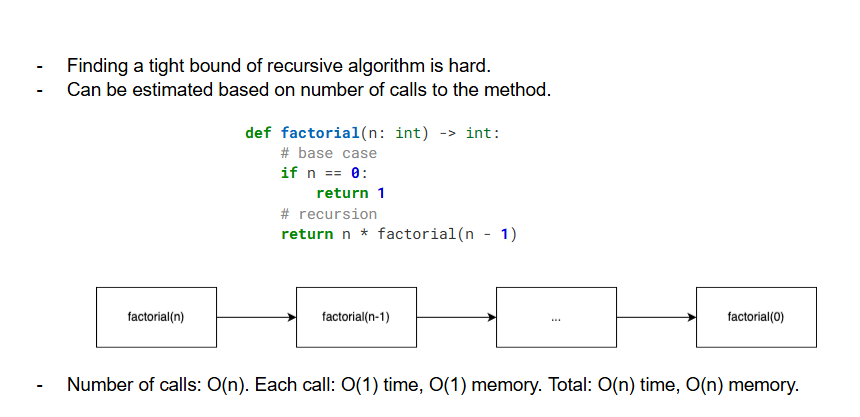 - Finding a tight bound of recursive algorithm is hard.
- Can be estimated based on number of calls to the method.
def factorial(n: int) -> int:
    # base case
    if n == 0:
        return 1
    # recursion
    return n * factorial(n - 1)
factorial(n) factorial(n-1) ... factorial(0)
- Number of calls: O(n). Each call: O(1) time, O(1) memory. Total: O(n) time, O(n) memory.